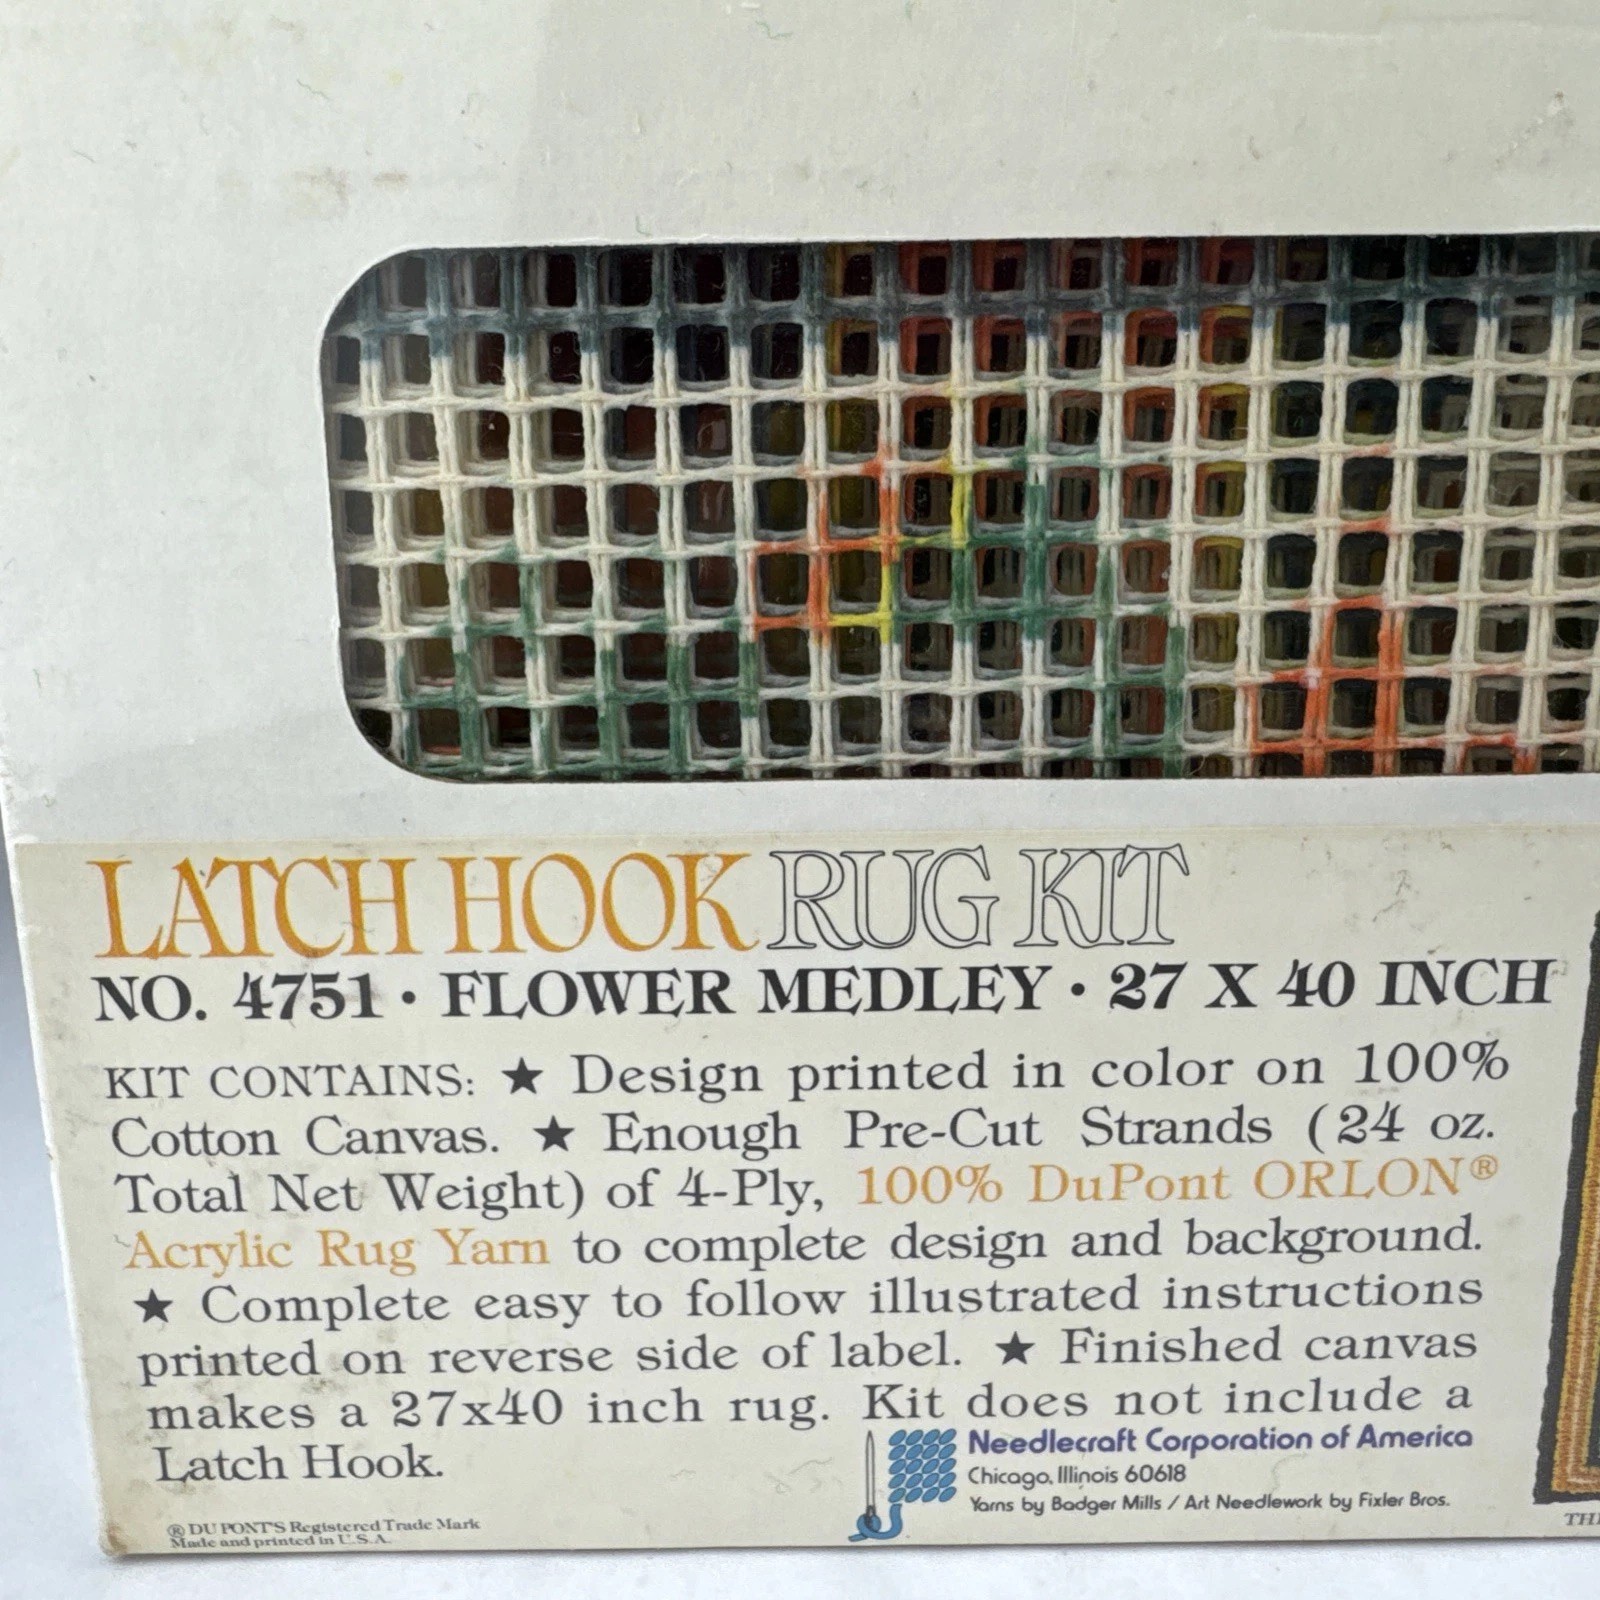 LATCH HOOK RUG KIT
NO. 4751 • FLOWER MEDLEY • 27 X 40 INCH
KIT CONTAINS: ★ Design printed in color on 100%
Cotton Canvas. ★ Enough Pre-Cut Strands (24 oz.
Total Net Weight) of 4-Ply, 100% DuPont ORLON®
Acrylic Rug Yarn to complete design and background.
★ Complete easy to follow illustrated instructions
printed on reverse side of label. ★ Finished canvas
makes a 27x40 inch rug. Kit does not include a
Latch Hook.
Needlecraft Corporation of America
Chicago, Illinois 60618
Yarns by Badger Mills / Art Needlework by Fixler Bros.
® DU PONT'S Registered Trade Mark
Made and printed in U.S.A.